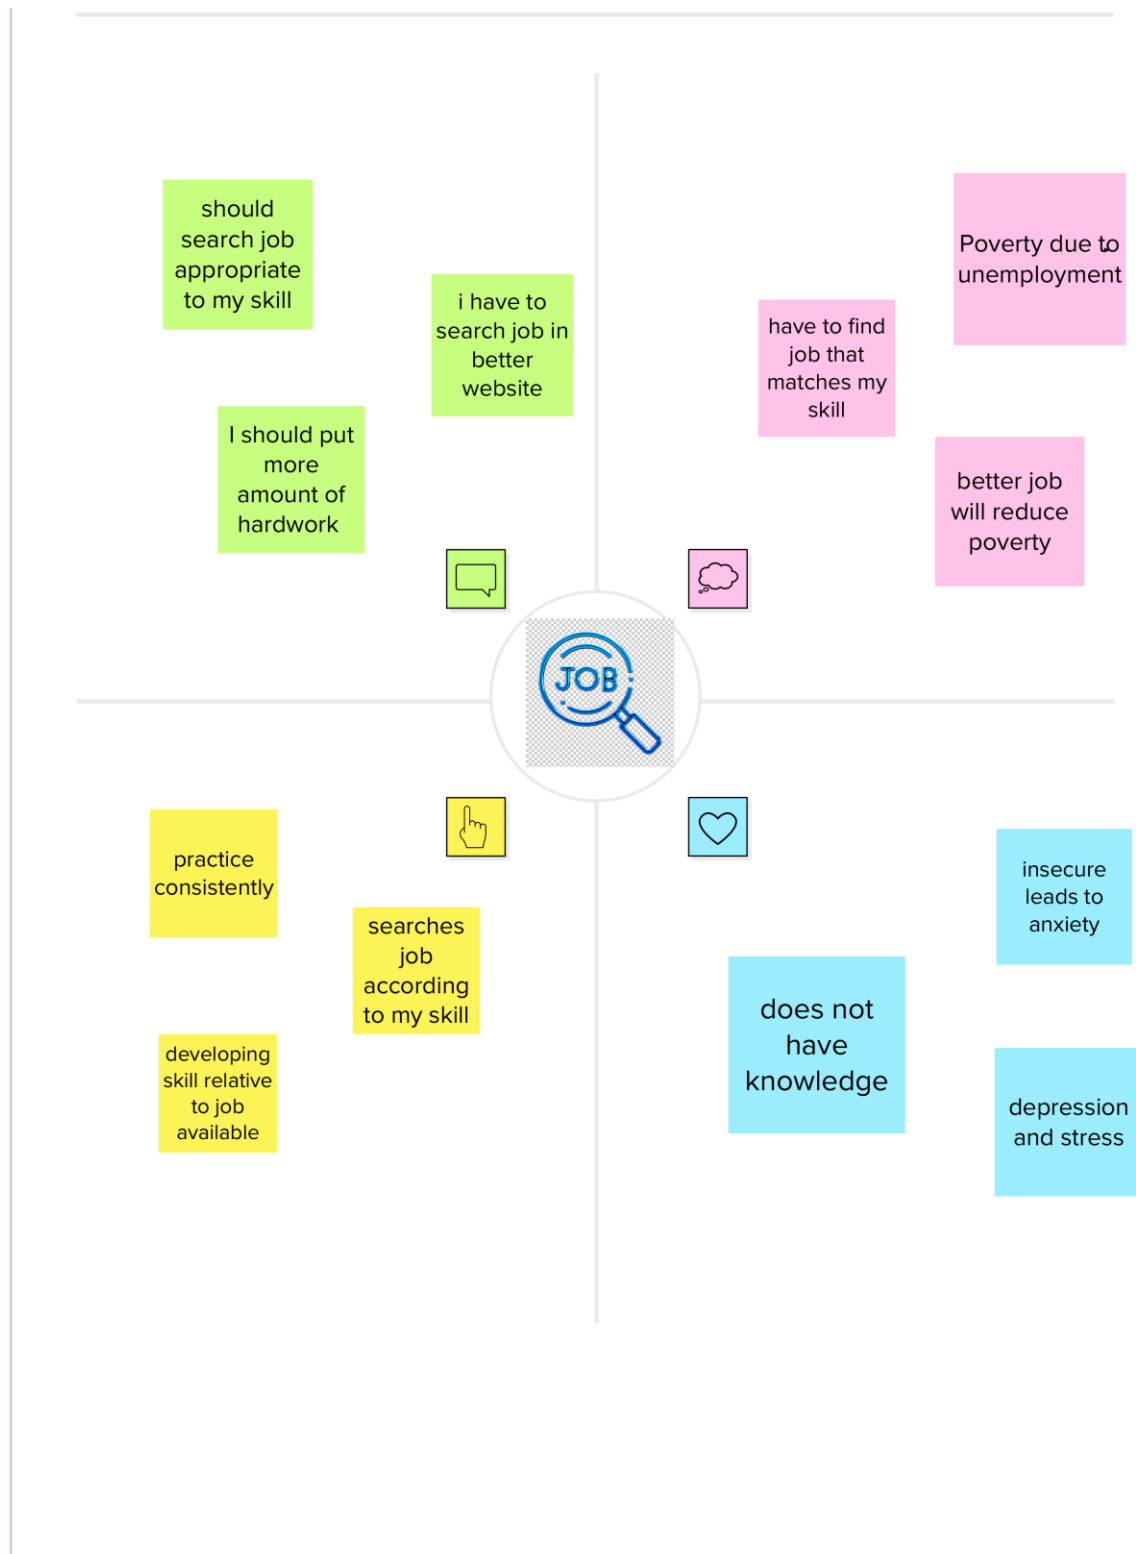 should
search job
appropriate
to my skill
i have to
search job in
better
website
I should put
more
amount of
hardwork
Poverty due to
unemployment
have to find
job that
matches my
skill
better job
will reduce
poverty
JOB
practice
consistently
searches
job
according
to my skill
developing
skill relative
to job
available
insecure
leads to
anxiety
does not
have
knowledge
depression
and stress